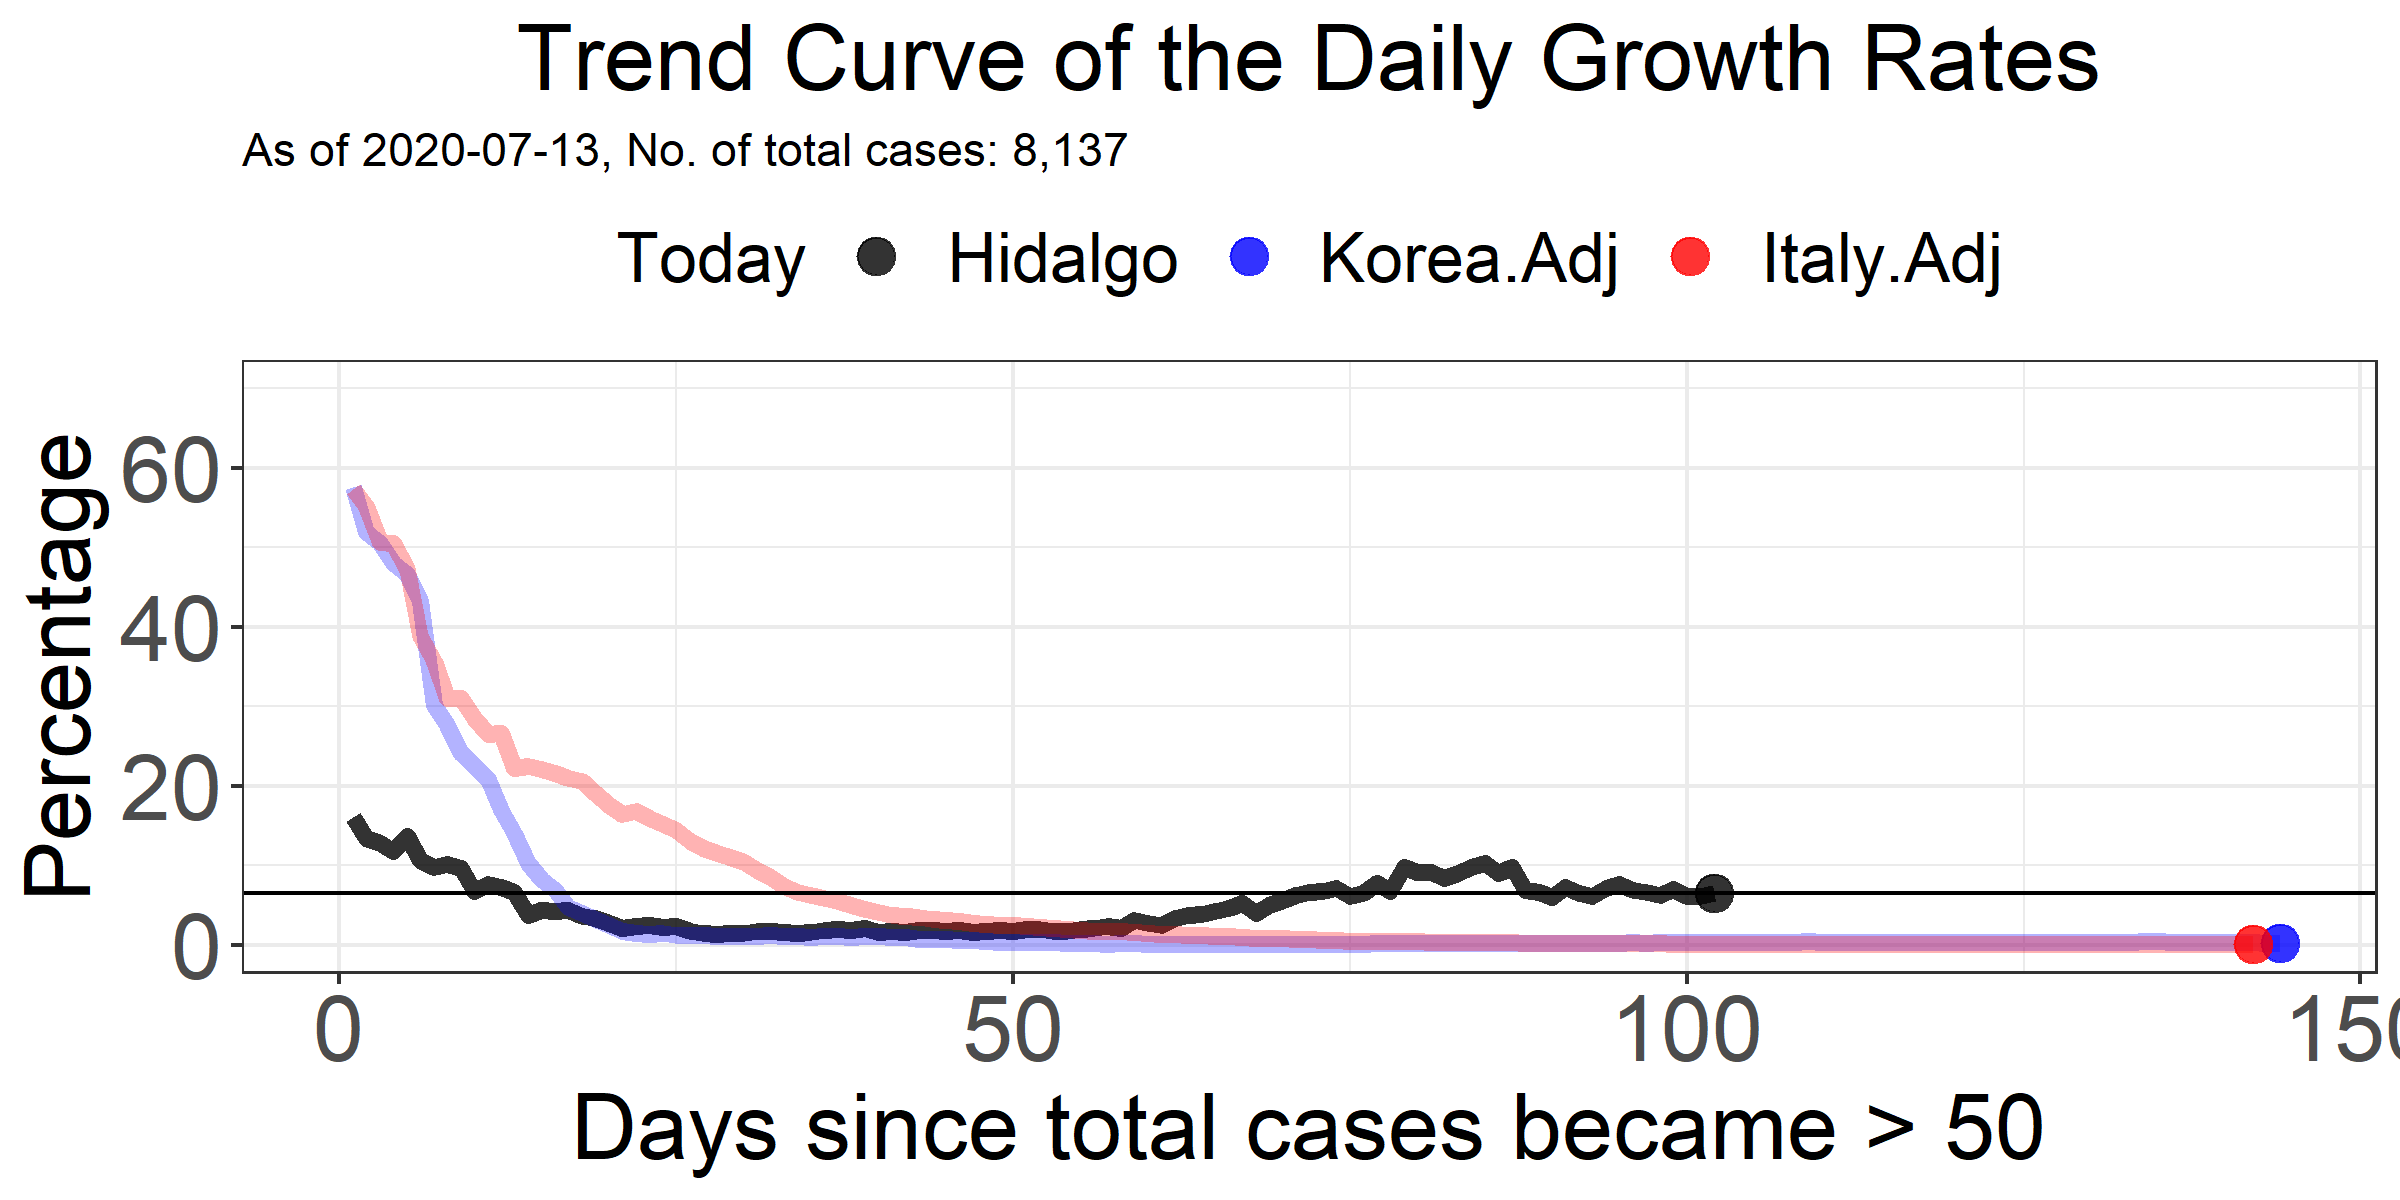 Trend Curve of the Daily Growth Rates
As of 2020-07-13, No. of total cases: 8,137
Today Hidalgo Korea.Adj Italy.Adj
Percentage
60
40
20
0
0 50 100 150
Days since total cases became > 50